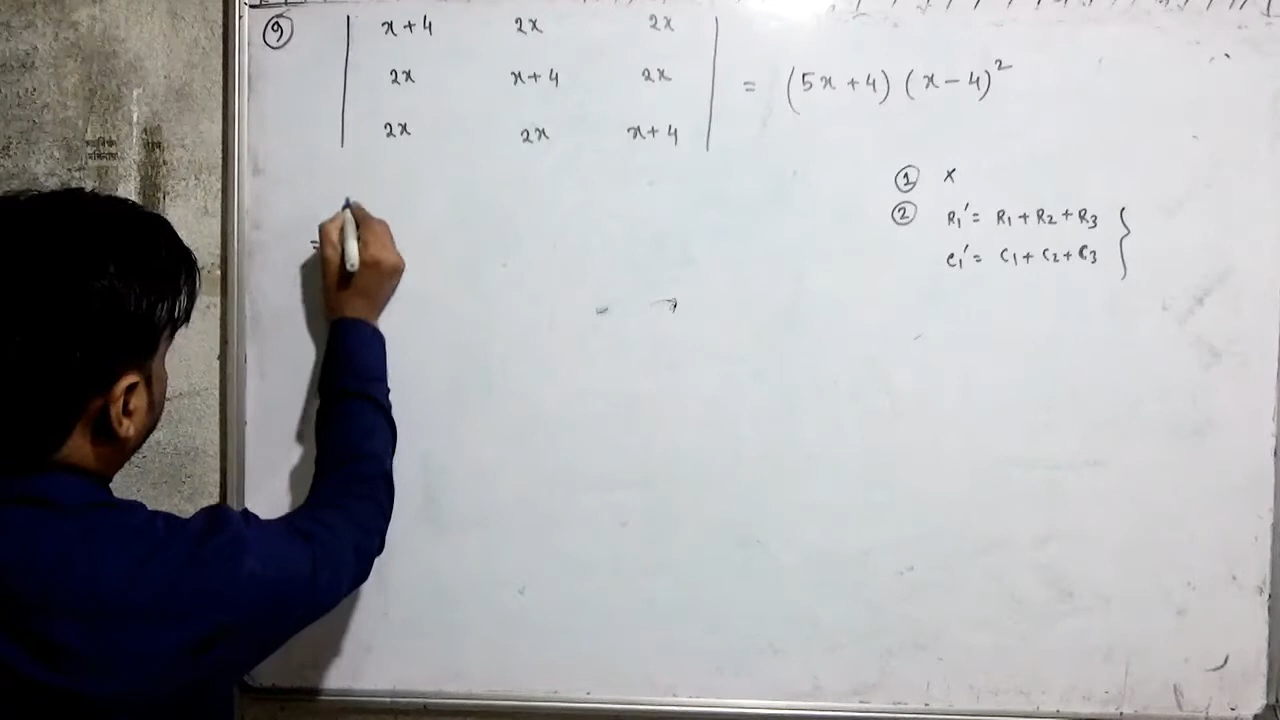 9
x+4 2x 2x
2x x+4 2x = (5x+4) (x-4)²
2x 2x x+4
1 x
2 R₁' = R₁ + R₂ + R₃
C₁' = C₁ + C₂ + C₃
=